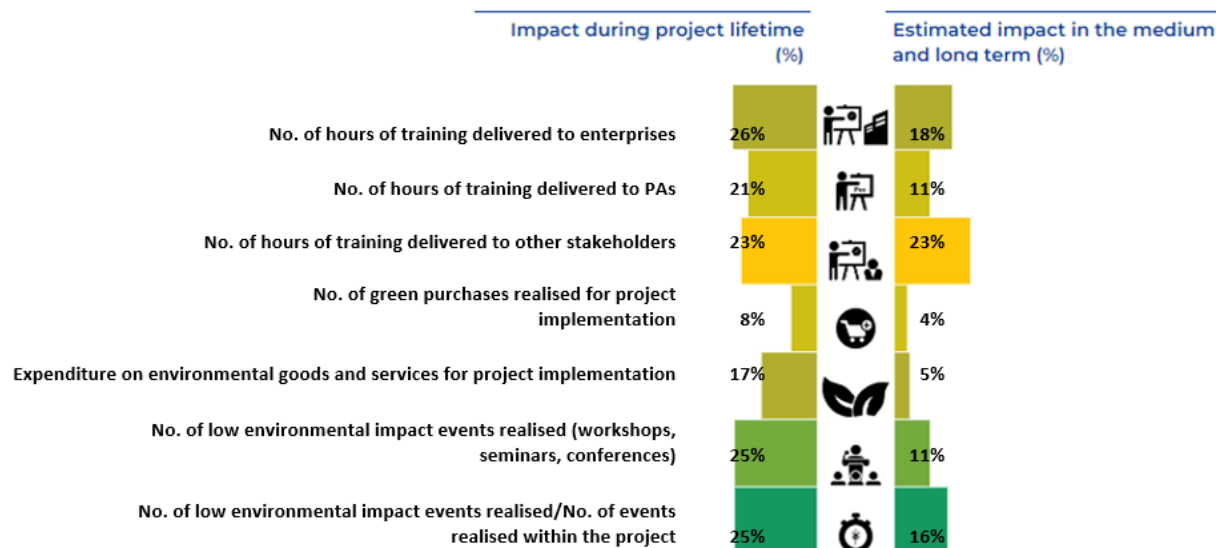 Impact during project lifetime
(%)
Estimated impact in the medium
and long term (%)
No. of hours of training delivered to enterprises 26% 18%
No. of hours of training delivered to PAs 21% 11%
No. of hours of training delivered to other stakeholders 23% 23%
No. of green purchases realised for project
implementation 8% 4%
Expenditure on environmental goods and services for project implementation 17% 5%
No. of low environmental impact events realised (workshops,
seminars, conferences) 25% 11%
No. of low environmental impact events realised/No. of events
realised within the project 25% 16%